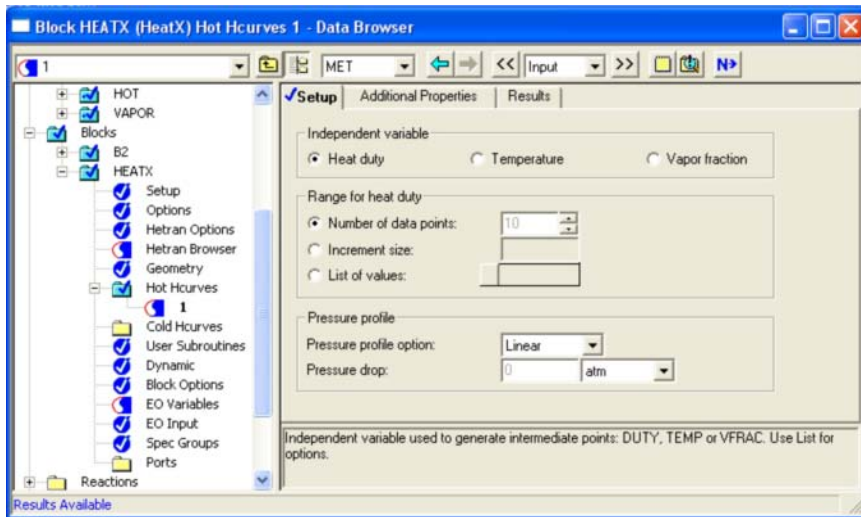 Block HEATX (HeatX) Hot Hcurves 1 - Data Browser
1 MET << Input >> N>
HOT
VAPOR
Blocks
B2
HEATX
Setup
Options
Hetran Options
Hetran Browser
Geometry
Hot Hcurves
1
Cold Hcurves
User Subroutines
Dynamic
Block Options
EO Variables
EO Input
Spec Groups
Ports
Reactions
Setup Additional Properties Results
Independent variable
Heat duty Temperature Vapor fraction
Range for heat duty
Number of data points: 10
Increment size:
List of values:
Pressure profile
Pressure profile option: Linear
Pressure drop: 0 atm
Independent variable used to generate intermediate points: DUTY, TEMP or VFRAC. Use List for
options.
Results Available